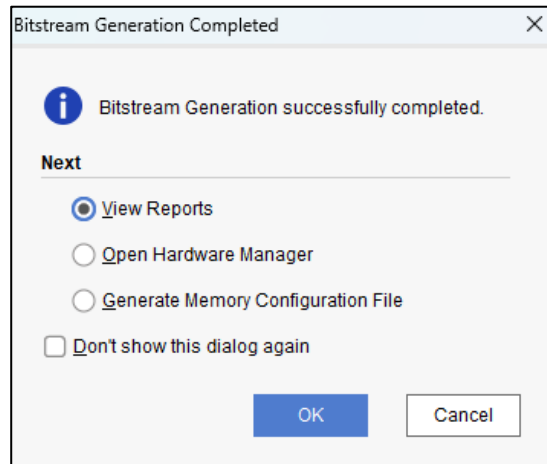 Bitstream Generation Completed
Bitstream Generation successfully completed.
Next
View Reports
Open Hardware Manager
Generate Memory Configuration File
Don't show this dialog again
OK
Cancel